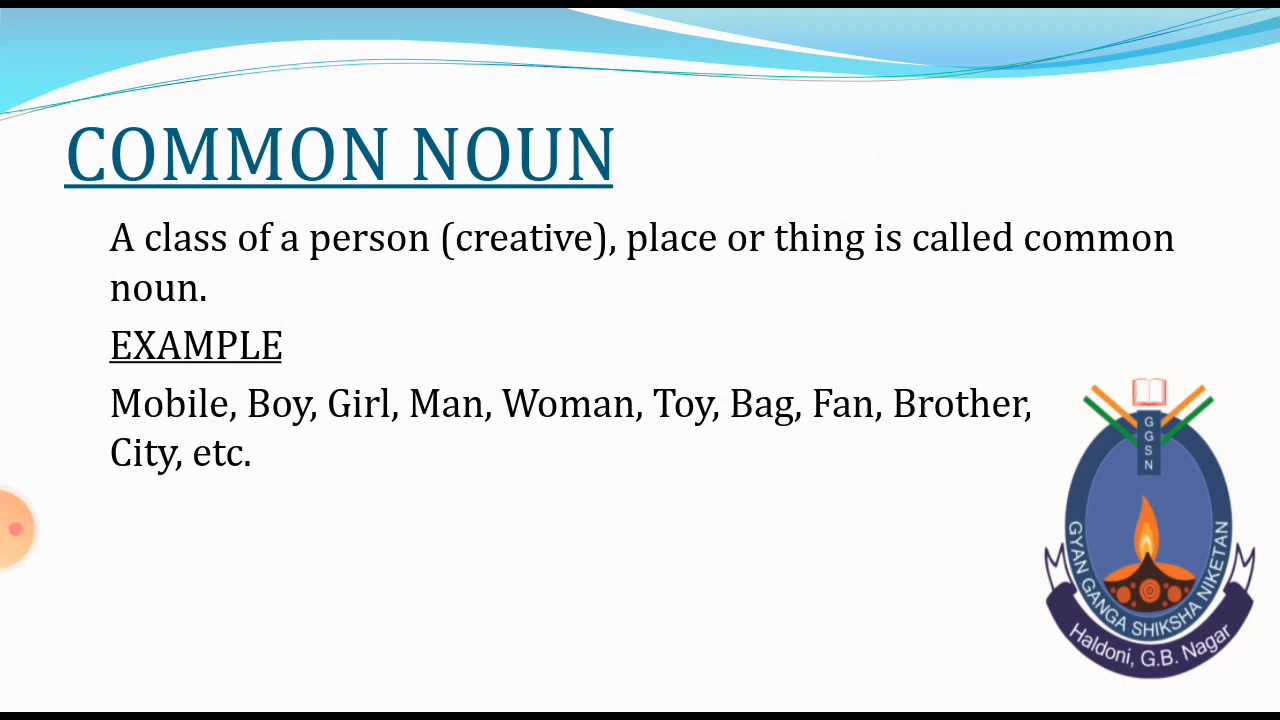 COMMON NOUN
A class of a person (creative), place or thing is called common
noun.
EXAMPLE
Mobile, Boy, Girl, Man, Woman, Toy, Bag, Fan, Brother,
City, etc.
G
G
S
N
GYAN GANGA SHIKSHA NIKETAN
Haldoni, G.B. Nagar